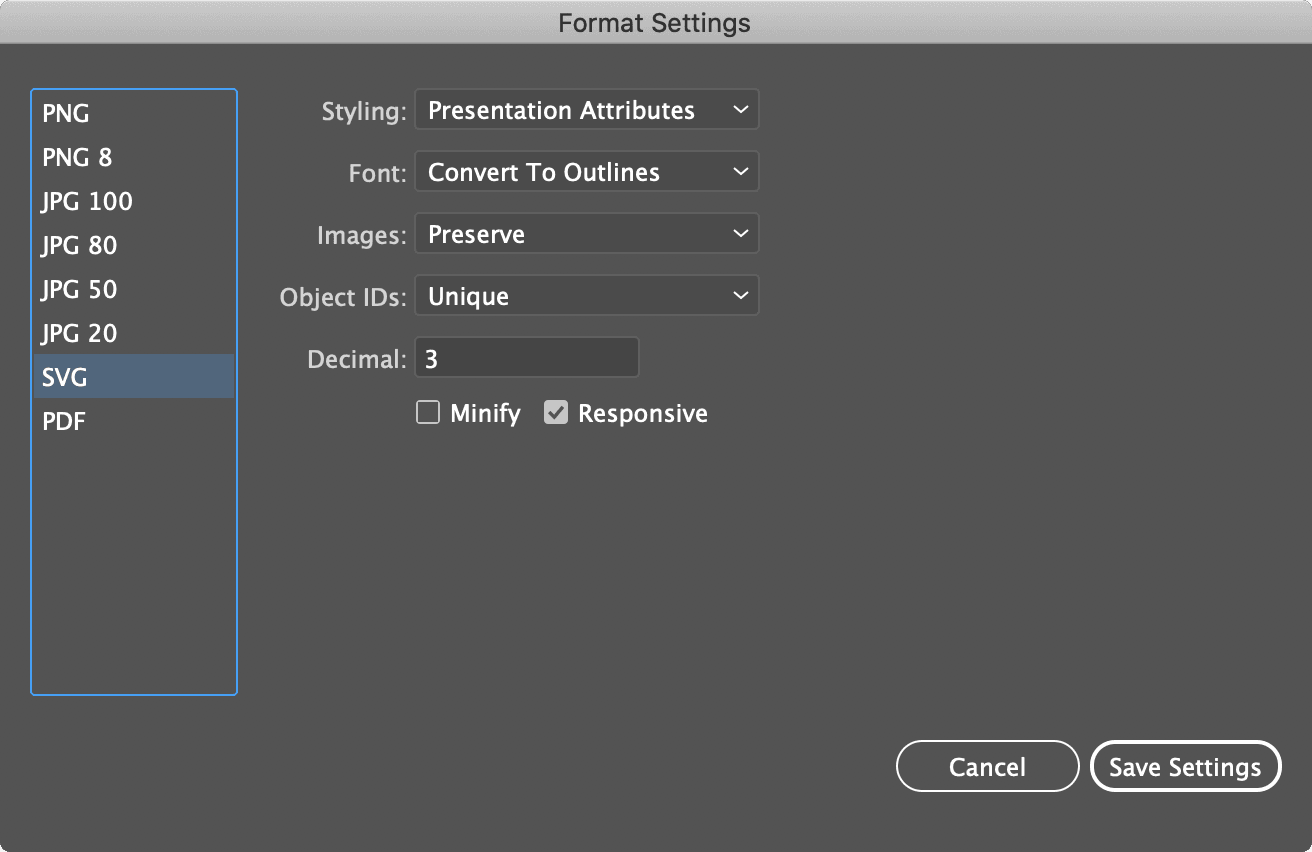 Format Settings
PNG
PNG 8
JPG 100
JPG 80
JPG 50
JPG 20
SVG
PDF
Styling: Presentation Attributes
Font: Convert To Outlines
Images: Preserve
Object IDs: Unique
Decimal: 3
Minify Responsive
Cancel Save Settings